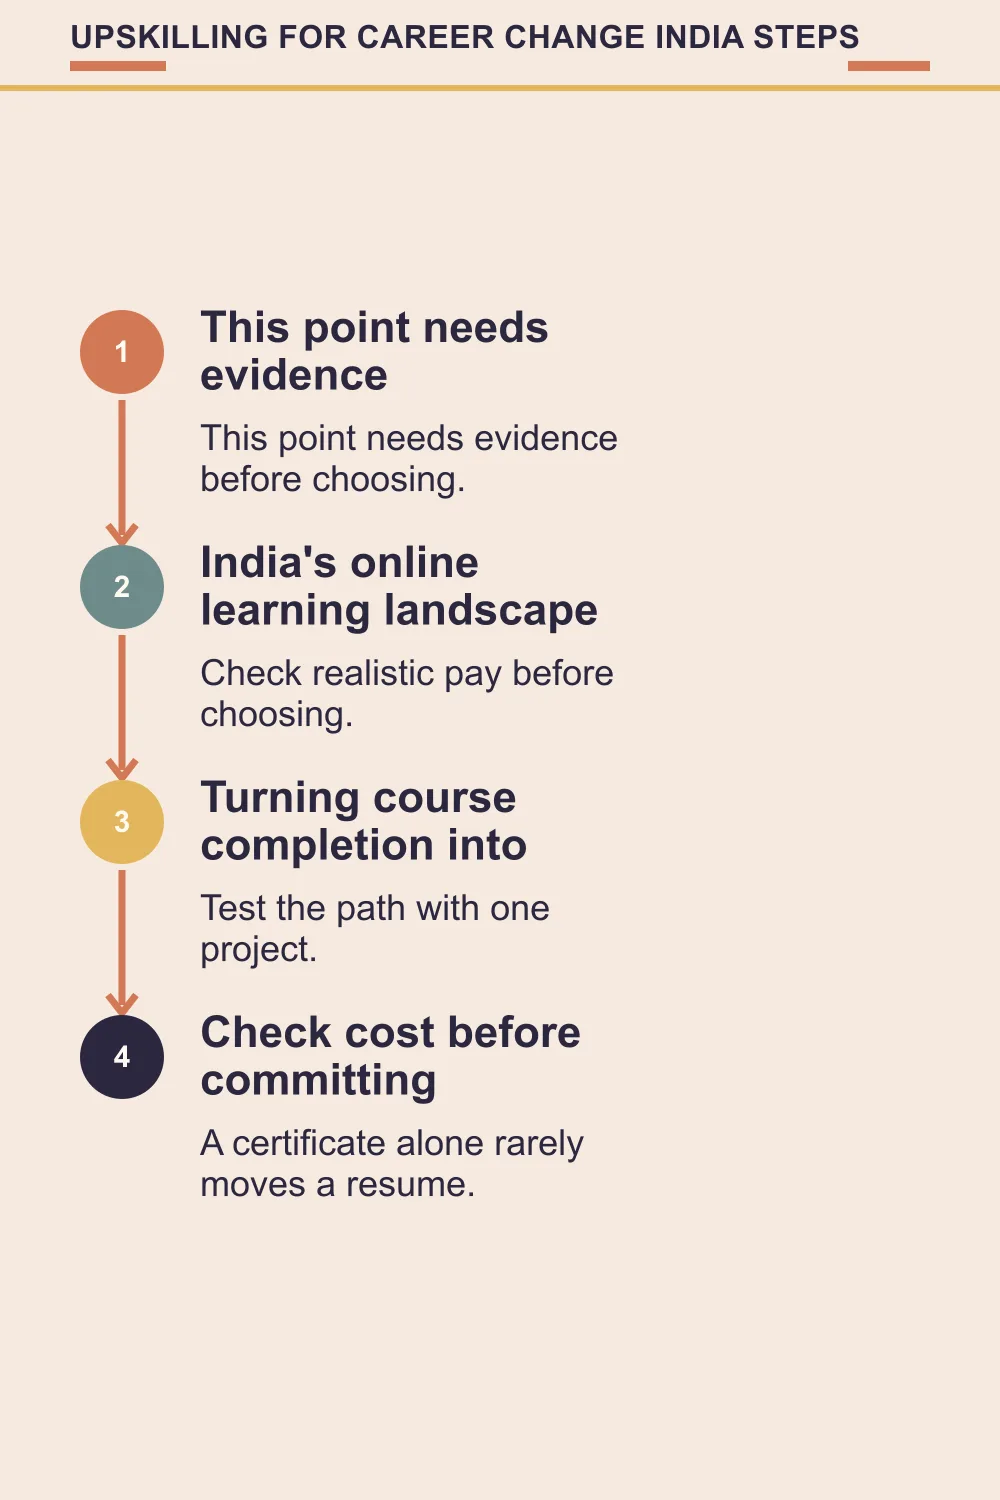 UPSKILLING FOR CAREER CHANGE INDIA STEPS
1
This point needs
evidence
This point needs evidence
before choosing.
2
India's online
learning landscape
Check realistic pay before
choosing.
3
Turning course
completion into
Test the path with one
project.
4
Check cost before
committing
A certificate alone rarely
moves a resume.